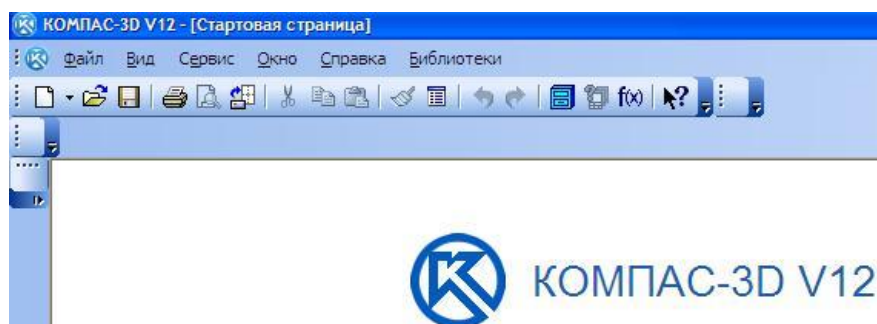 КОМПАС-3D V12 - [Стартовая страница]
Файл Вид Сервис Окно Справка Библиотеки
f(x) ?
КОМПАС-3D V12